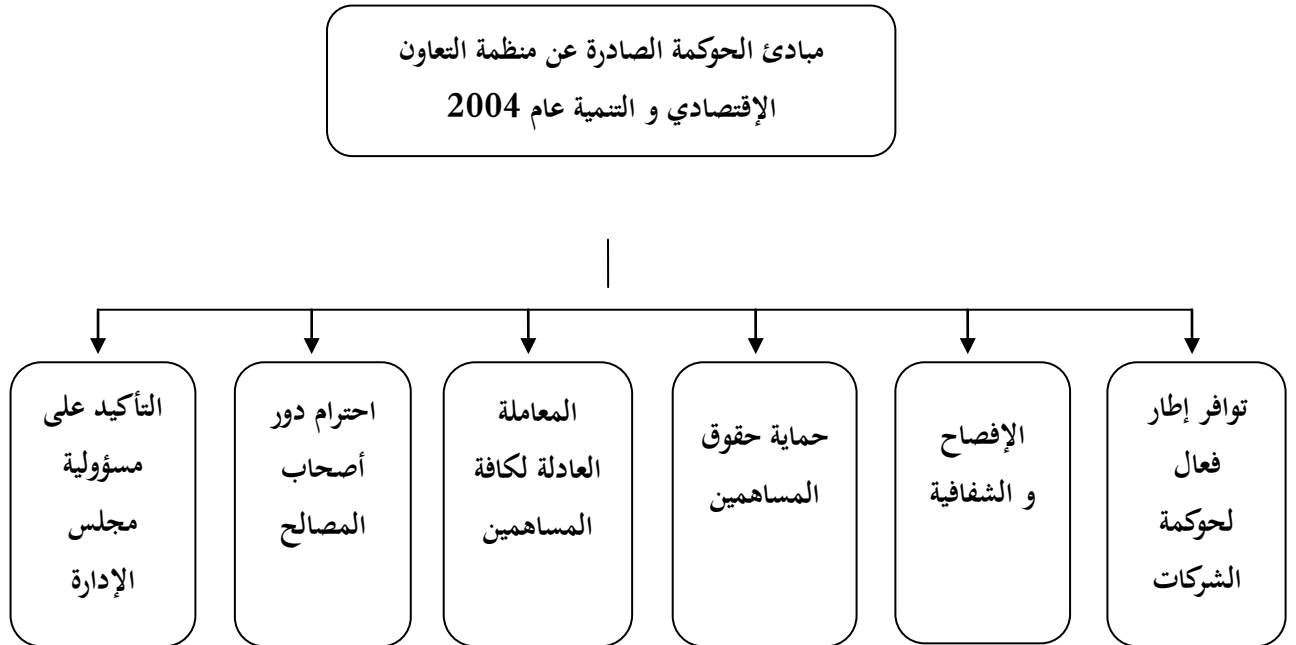 مبادئ الحوكمة الصادرة عن منظمة التعاون
الإقتصادي و التنمية عام 2004
توافر إطار
فعال
لحوكمة
الشركات
الإفصاح
و الشفافية
حماية حقوق
المساهمين
المعاملة
العادلة لكافة
المساهمين
احترام دور
أصحاب
المصالح
التأكيد على
مسؤولية
مجلس
الإدارة